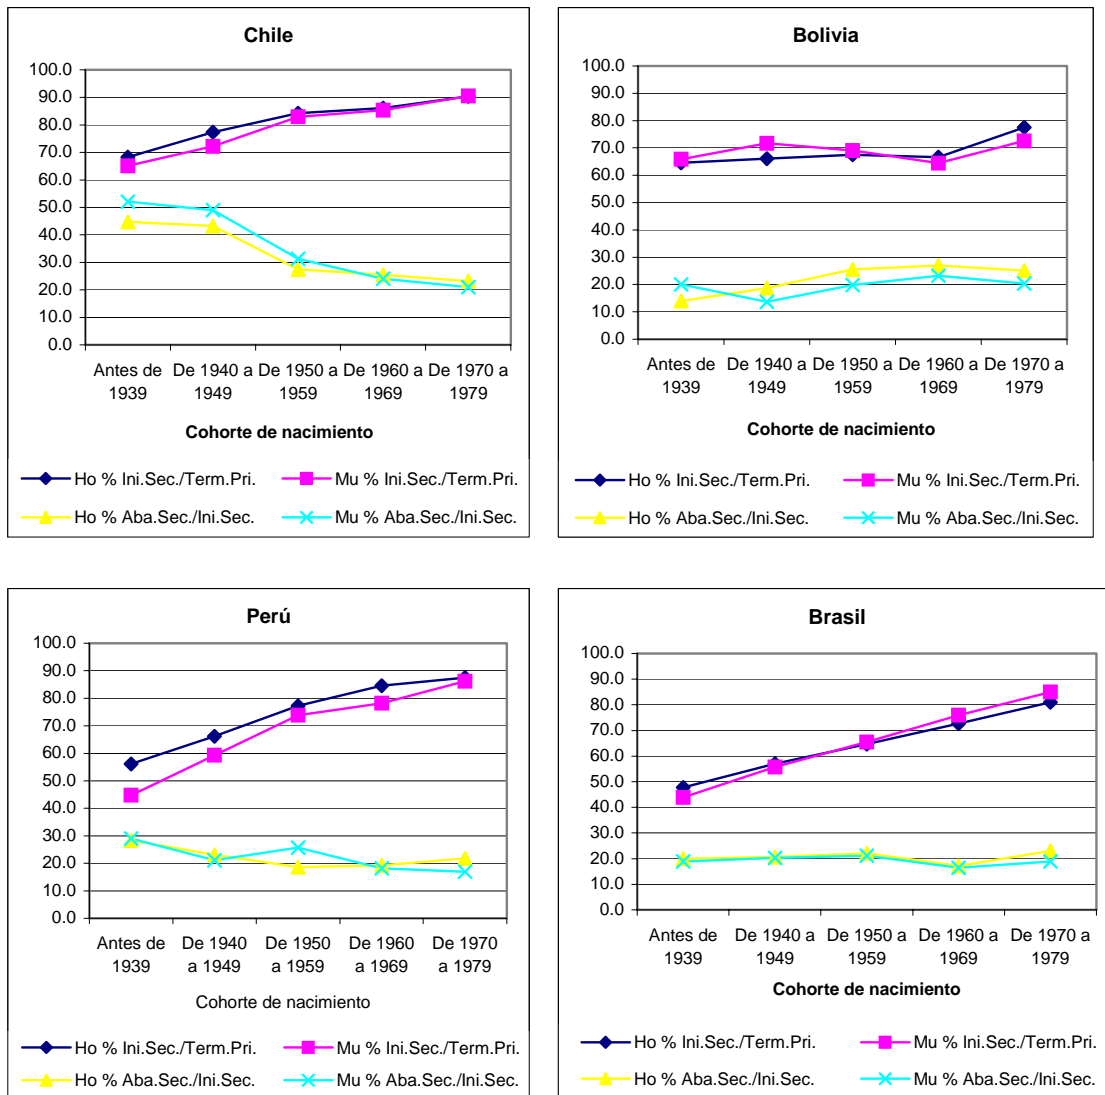 Chile
100.0
90.0
80.0
70.0
60.0
50.0
40.0
30.0
20.0
10.0
0.0
Antes de De 1940 a De 1950 a De 1960 a De 1970 a
1939 1949 1959 1969 1979
Cohorte de nacimiento
Ho % Ini.Sec./Term.Pri. Mu % Ini.Sec./Term.Pri.
Ho % Aba.Sec./Ini.Sec. Mu % Aba.Sec./Ini.Sec.
Bolivia
100.0
90.0
80.0
70.0
60.0
50.0
40.0
30.0
20.0
10.0
0.0
Antes de De 1940 a De 1950 a De 1960 a De 1970 a
1939 1949 1959 1969 1979
Cohorte de nacimiento
Ho % Ini.Sec./Term.Pri. Mu % Ini.Sec./Term.Pri.
Ho % Aba.Sec./Ini.Sec. Mu % Aba.Sec./Ini.Sec.
Perú
100.0
90.0
80.0
70.0
60.0
50.0
40.0
30.0
20.0
10.0
0.0
Antes de De 1940 De 1950 De 1960 De 1970
1939 a 1949 a 1959 a 1969 a 1979
Cohorte de nacimiento
Ho % Ini.Sec./Term.Pri. Mu % Ini.Sec./Term.Pri.
Ho % Aba.Sec./Ini.Sec. Mu % Aba.Sec./Ini.Sec.
Brasil
100.0
90.0
80.0
70.0
60.0
50.0
40.0
30.0
20.0
10.0
0.0
Antes de De 1940 a De 1950 a De 1960 a De 1970 a
1939 1949 1959 1969 1979
Cohorte de nacimiento
Ho % Ini.Sec./Term.Pri. Mu % Ini.Sec./Term.Pri.
Ho % Aba.Sec./Ini.Sec. Mu % Aba.Sec./Ini.Sec.